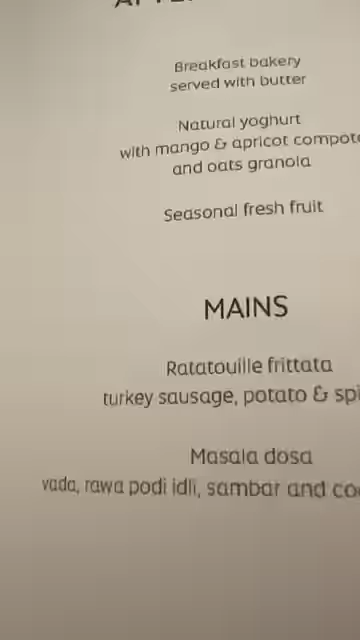 Breakfast bakery
served with butter
Natural yoghurt
with mango & apricot compote
and oats granola
Seasonal fresh fruit
MAINS
Ratatouille frittata
turkey sausage, potato &
Masala dosa
vada, rawa podi idli, sambar and